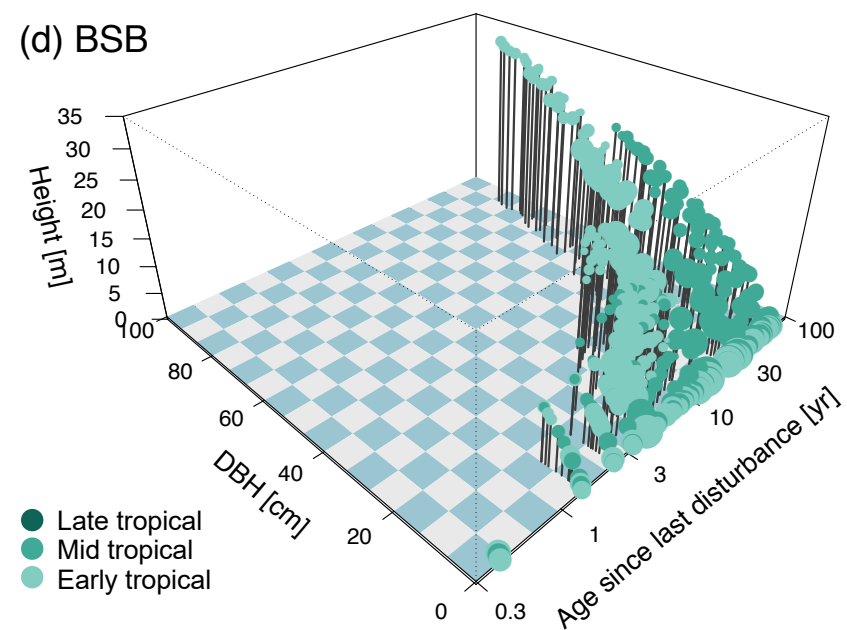 (d) BSB
35
30
25
20
15
10
5
0
Height [m]
100
80
60
40
20
0
DBH [cm]
0.3
1
3
10
30
100
Age since last disturbance [yr]
Late tropical
Mid tropical
Early tropical